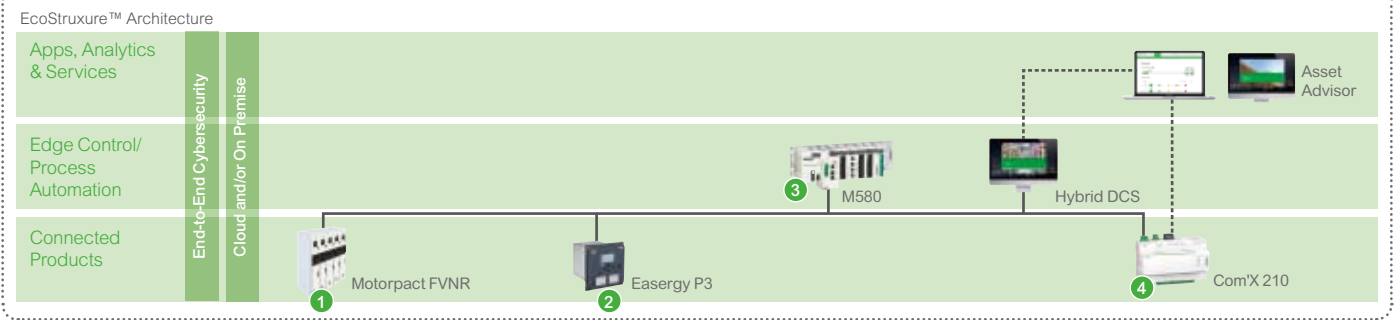 EcoStruxure™ Architecture
Apps, Analytics
& Services
Asset
Advisor
Edge Control/
Process
Automation
End-to-End Cybersecurity
Cloud and/or On Premise
3
M580
Hybrid DCS
Connected
Products
Motorpact FVNR
1
Easergy P3
2
Com'X 210
4